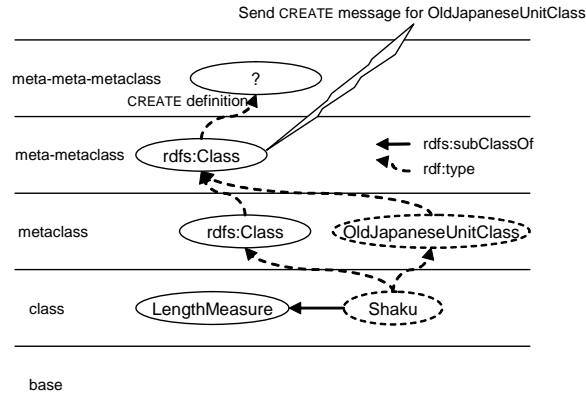 Send CREATE message for OldJapaneseUnitClass
meta-meta-metaclass
?
CREATE definition
meta-metaclass
rdfs:Class
rdfs:subClassOf
rdf:type
metaclass
rdfs:Class
OldJapaneseUnitClass
class
LengthMeasure
Shaku
base